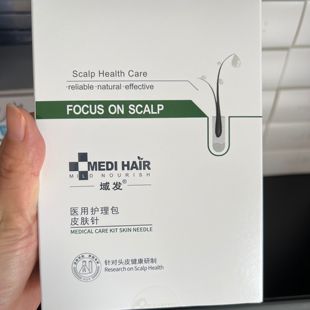 Scalp Health Care
·reliable·natural·effective
FOCUS ON SCALP
MEDI HAIR
MILD NOURISH
域发®
医用护理包
皮肤针
MEDICAL CARE KIT SKIN NEEDLE
针对头皮健康研制
Research on Scalp Health